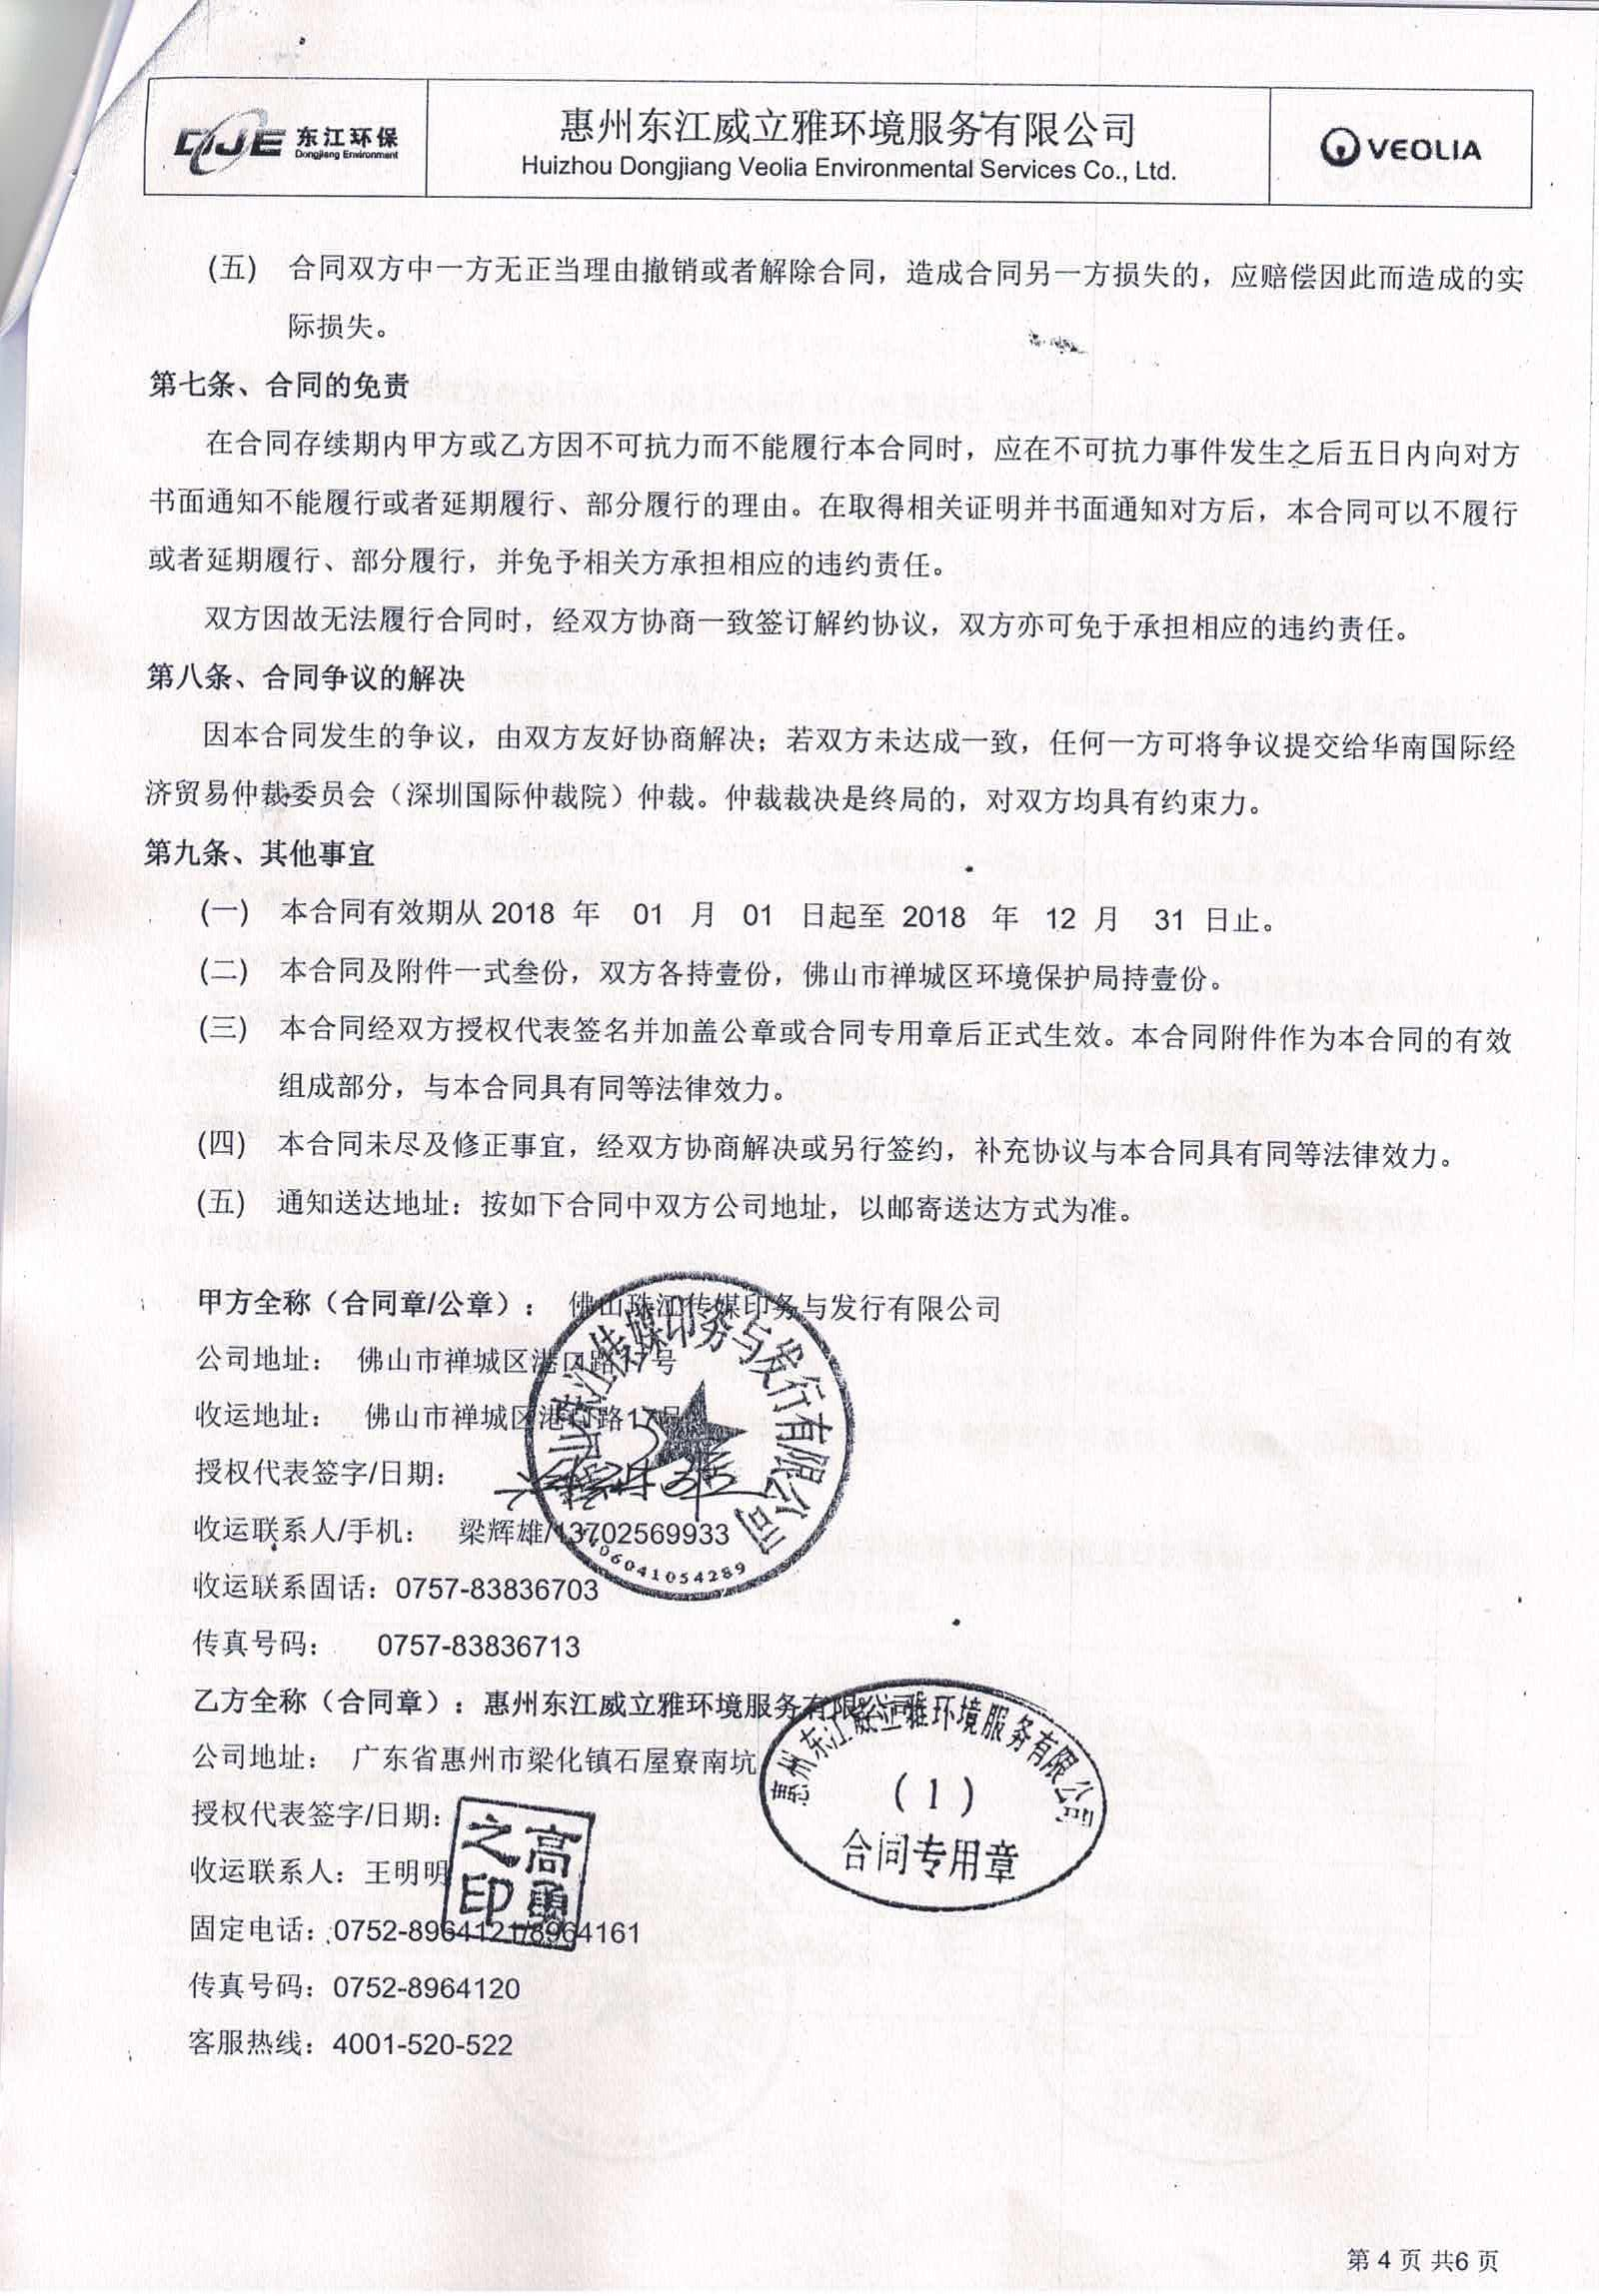 DJE 东江环保
Dongjiang Environment
惠州东江威立雅环境服务有限公司
Huizhou Dongjiang Veolia Environmental Services Co., Ltd.
VEOLIA
(五) 合同双方中一方无正当理由撤销或者解除合同，造成合同另一方损失的，应赔偿因此而造成的实
际损失。
第七条、合同的免责
在合同存续期内甲方或乙方因不可抗力而不能履行本合同时，应在不可抗力事件发生之后五日内向对方
书面通知不能履行或者延期履行、部分履行的理由。在取得相关证明并书面通知对方后，本合同可以不履行
或者延期履行、部分履行，并免予相关方承担相应的违约责任。
双方因故无法履行合同时，经双方协商一致签订解约协议，双方亦可免于承担相应的违约责任。
第八条、合同争议的解决
因本合同发生的争议，由双方友好协商解决；若双方未达成一致，任何一方可将争议提交给华南国际经
济贸易仲裁委员会（深圳国际仲裁院）仲裁。仲裁裁决是终局的，对双方均具有约束力。
第九条、其他事宜
(一) 本合同有效期从 2018 年 01 月 01 日起至 2018 年 12 月 31 日止。
(二) 本合同及附件一式叁份，双方各持壹份，佛山市禅城区环境保护局持壹份。
(三) 本合同经双方授权代表签名并加盖公章或合同专用章后正式生效。本合同附件作为本合同的有效
组成部分，与本合同具有同等法律效力。
(四) 本合同未尽及修正事宜，经双方协商解决或另行签约，补充协议与本合同具有同等法律效力。
(五) 通知送达地址：按如下合同中双方公司地址，以邮寄送达方式为准。
甲方全称（合同章/公章）： 佛山珠江传媒印务与发行有限公司
公司地址： 佛山市禅城区港口路17号
收运地址： 佛山市禅城区港口路17号
授权代表签字/日期：
收运联系人/手机： 梁辉雄/13702569933
收运联系固话：0757-83836703
传真号码： 0757-83836713
佛山珠江传媒印务与发行有限公司
乙方全称（合同章）：惠州东江威立雅环境服务有限公司
公司地址： 广东省惠州市梁化镇石屋寮南坑
授权代表签字/日期：
收运联系人：王明明
固定电话：0752-8964121/8964161
传真号码：0752-8964120
客服热线：4001-520-522
高勇之印
惠州东江威立雅环境服务有限公司
(1)
合同专用章
第 4 页 共6 页